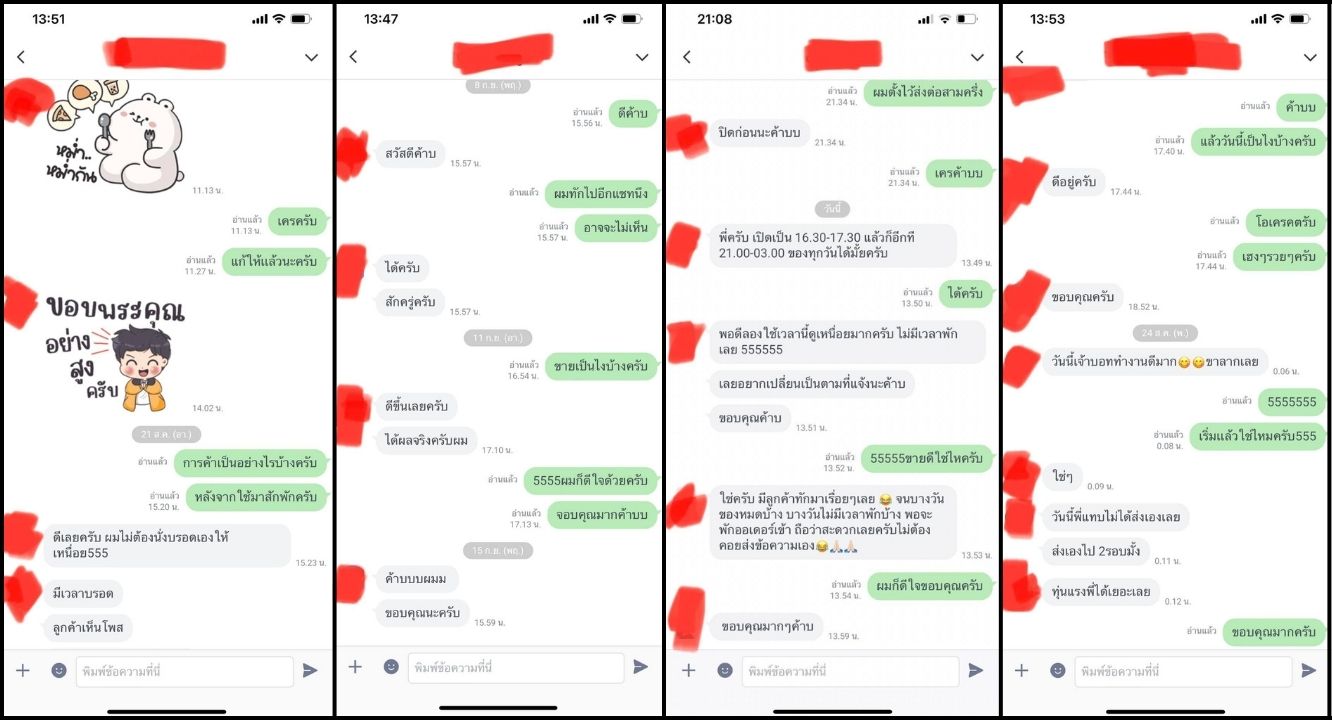 13:51
หม่ำ..
หม่ำกัน
11.13 น.
เครครับ
อ่านแล้ว
11.13 น.
แก้ให้แล้วนะครับ
อ่านแล้ว
11.27 น.
ขอบพระคุณ
อย่าง
สูง
ครับ
14.02 น.
21 ส.ค. (อา.)
การค้าเป็นอย่างไรบ้างครับ
อ่านแล้ว
หลังจากใช้มาสักพักครับ
อ่านแล้ว
15.20 น.
ดีเลยครับ ผมไม่ต้องนั่งบรอดเองให้
เหนื่อย555
15.23 น.
มีเวลาบรอด
ลูกค้าเห็นโพส
พิมพ์ข้อความที่นี่
13:47
8 ก.ย. (พฤ.)
ดีค้าบ
อ่านแล้ว
15.56 น.
สวัสดีค้าบ
15.57 น.
ผมทักไปอีกแชทนึง
อ่านแล้ว
อาจจะไม่เห็น
อ่านแล้ว
15.57 น.
ได้ครับ
สักครู่ครับ
15.57 น.
11 ก.ย. (อา.)
ขายเป็นไงบ้างครับ
อ่านแล้ว
16.54 น.
ดีขึ้นเลยครับ
ได้ผลจริงครับผม
17.10 น.
5555ผมก็ดีใจด้วยครับ
อ่านแล้ว
จอบคุณมากค้าบบ
อ่านแล้ว
17.13 น.
15 ก.ย. (พฤ.)
ค้าบบบผมม
ขอบคุณนะครับ
15.59 น.
พิมพ์ข้อความที่นี่
21:08
ผมตั้งไว้ส่งต่อสามครึ่ง
อ่านแล้ว
21.34 น.
ปิดก่อนนะค้าบบ
21.34 น.
เครค้าบบ
อ่านแล้ว
21.34 น.
วันนี้
พี่ครับ เปิดเป็น 16.30-17.30 แล้วก็อีกที
21.00-03.00 ของทุกวันได้มั้ยครับ
13.49 น.
ได้ครับ
อ่านแล้ว
13.50 น.
พอดีลองใช้เวลานี้ดูเหนื่อยมากครับ ไม่มีเวลาพัก
เลย 555555
เลยอยากเปลี่ยนเป็นตามที่แจ้งนะค้าบ
ขอบคุณค้าบ
13.51 น.
55555ขายดีใช่ไหครับ
อ่านแล้ว
13.52 น.
ใช่ครับ มีลูกค้าทักมาเรื่อยๆเลย 😂 จนบางวัน
ของหมดบ้าง บางวันไม่มีเวลาพักบ้าง พอจะ
พักออเดอร์เข้า ถือว่าสะดวกเลยครับไม่ต้อง
คอยส่งข้อความเอง😂🙏🏻🙏🏻
13.53 น.
ผมก็ดีใจขอบคุณครับ
อ่านแล้ว
13.54 น.
ขอบคุณมากๆค้าบ
13.59 น.
พิมพ์ข้อความที่นี่
13:53
ค้าบบ
อ่านแล้ว
แล้ววันนี้เป็นไงบ้างครับ
อ่านแล้ว
17.40 น.
ดีอยู่ครับ
17.44 น.
โอเครตตรับ
อ่านแล้ว
เฮงๆรวยๆครับ
อ่านแล้ว
17.44 น.
ขอบคุณครับ
18.52 น.
24 ส.ค. (พ.)
วันนี้เจ้าบอททำงานดีมาก😋😋ขาลากเลย
0.06 น.
5555555
อ่านแล้ว
เริ่มแล้วใช่ไหมครับ555
อ่านแล้ว
0.08 น.
ใช่ๆ
0.09 น.
วันนี้พี่แทบไม่ได้ส่งเองเลย
ส่งเองไป 2รอบมั้ง
0.11 น.
ทุ่นแรงพี่ได้เยอะเลย
0.12 น.
ขอบคุณมากครับ
อ่านแล้ว
พิมพ์ข้อความที่นี่